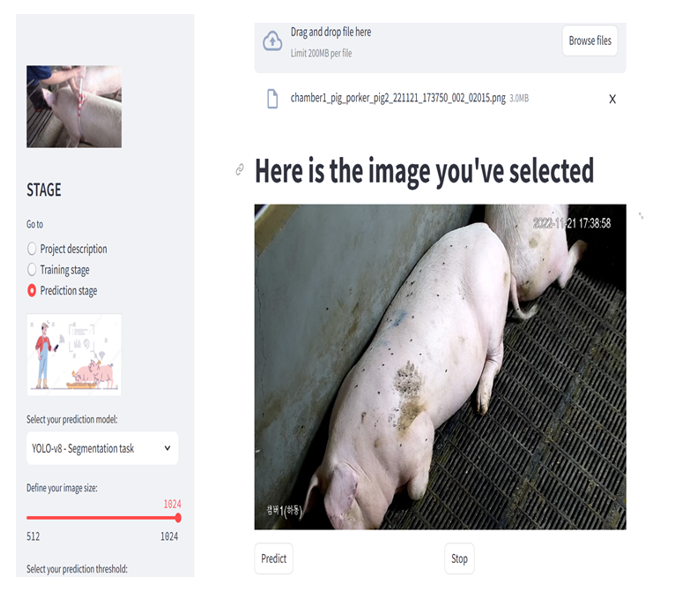 STAGE
Go to
Project description
Training stage
Prediction stage
Select your prediction model:
YOLO-v8 - Segmentation task
Define your image size:
1024
512 1024
Select your prediction threshold:
Drag and drop file here
Limit 200MB per file
Browse files
chamber1_pig_porker_pig2_221121_173750_002_02015.png 3.0MB X
Here is the image you've selected
2022-11-21 17:38:58
챔버1(하동)
Predict Stop